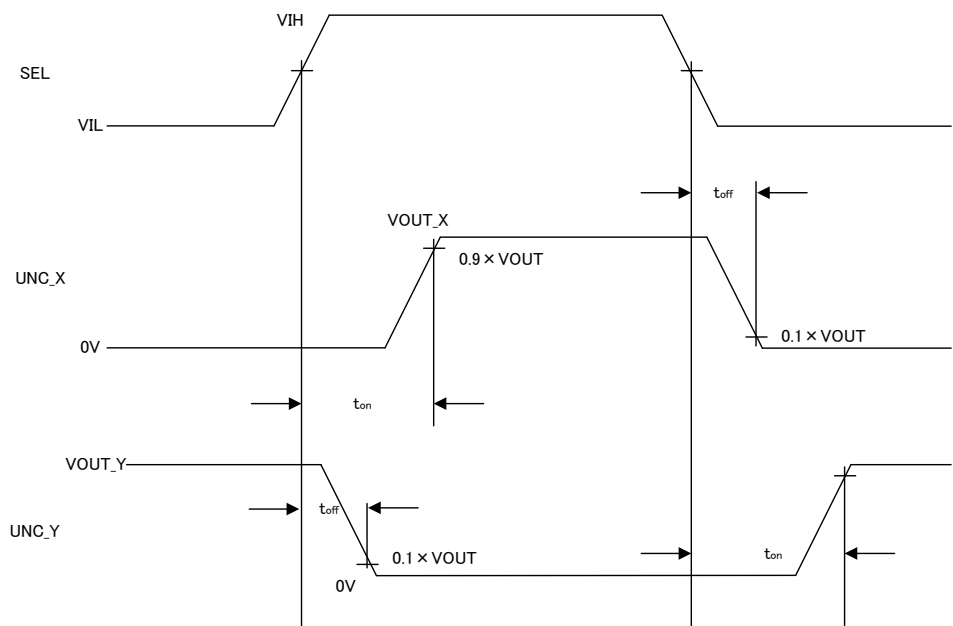 VIH
SEL
VIL
toff
VOUT_X
0.9×VOUT
UNC_X
0V
0.1×VOUT
ton
VOUT_Y
toff
UNC_Y
0.1×VOUT
ton
0V